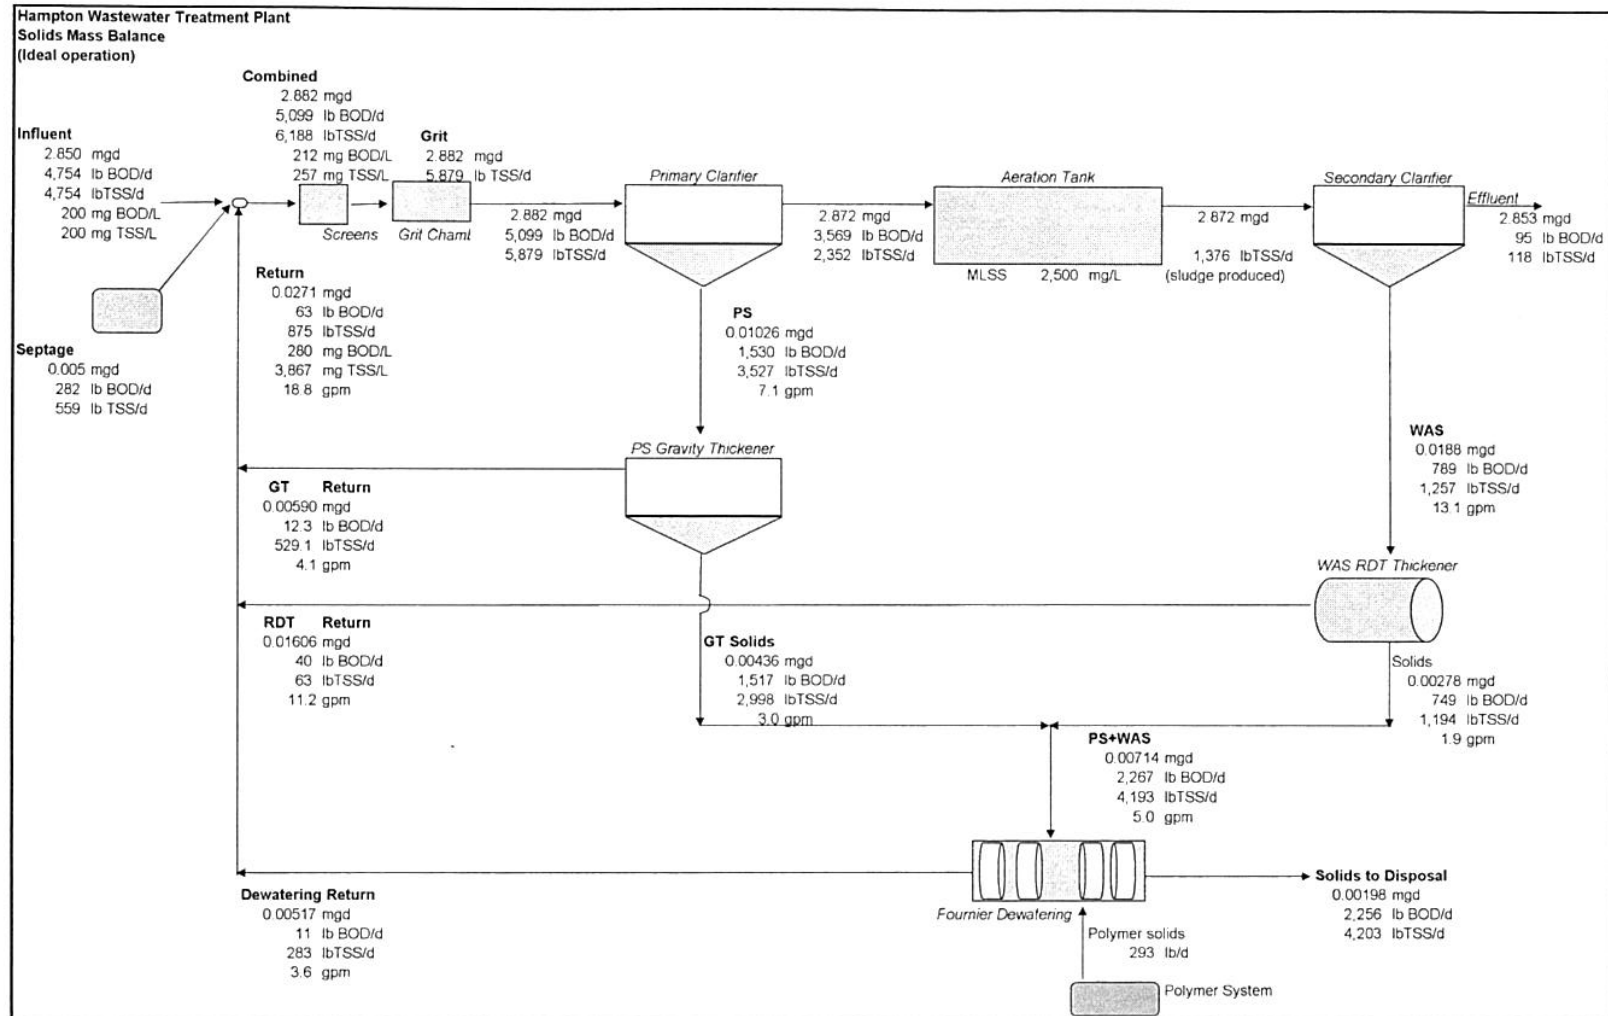 Hampton Wastewater Treatment Plant
Solids Mass Balance
(Ideal operation)
Combined
2.882 mgd
5,099 lb BOD/d
6,188 lbTSS/d
212 mg BOD/L
257 mg TSS/L
Influent
2.850 mgd
4,754 lb BOD/d
4,754 lbTSS/d
200 mg BOD/L
200 mg TSS/L
Grit
2.882 mgd
5.879 lb TSS/d
Screens
Grit Chamb
2.882 mgd
5,099 lb BOD/d
5,879 lbTSS/d
Primary Clarifier
2.872 mgd
3,569 lb BOD/d
2,352 lbTSS/d
Aeration Tank
MLSS 2,500 mg/L
2.872 mgd
1,376 lbTSS/d
(sludge produced)
Secondary Clarifier
Effluent
2.853 mgd
95 lb BOD/d
118 lbTSS/d
Septage
0.005 mgd
282 lb BOD/d
559 lb TSS/d
Return
0.0271 mgd
63 lb BOD/d
875 lbTSS/d
280 mg BOD/L
3,867 mg TSS/L
18.8 gpm
PS
0.01026 mgd
1,530 lb BOD/d
3,527 lbTSS/d
7.1 gpm
WAS
0.0188 mgd
789 lb BOD/d
1,257 lbTSS/d
13.1 gpm
PS Gravity Thickener
GT Return
0.00590 mgd
12.3 lb BOD/d
529.1 lbTSS/d
4.1 gpm
WAS RDT Thickener
RDT Return
0.01606 mgd
40 lb BOD/d
63 lbTSS/d
11.2 gpm
GT Solids
0.00436 mgd
1,517 lb BOD/d
2,998 lbTSS/d
3.0 gpm
Solids
0.00278 mgd
749 lb BOD/d
1,194 lbTSS/d
1.9 gpm
PS+WAS
0.00714 mgd
2,267 lb BOD/d
4,193 lbTSS/d
5.0 gpm
Dewatering Return
0.00517 mgd
11 lb BOD/d
283 lbTSS/d
3.6 gpm
Fournier Dewatering
Polymer solids
293 lb/d
Polymer System
Solids to Disposal
0.00198 mgd
2,256 lb BOD/d
4,203 lbTSS/d